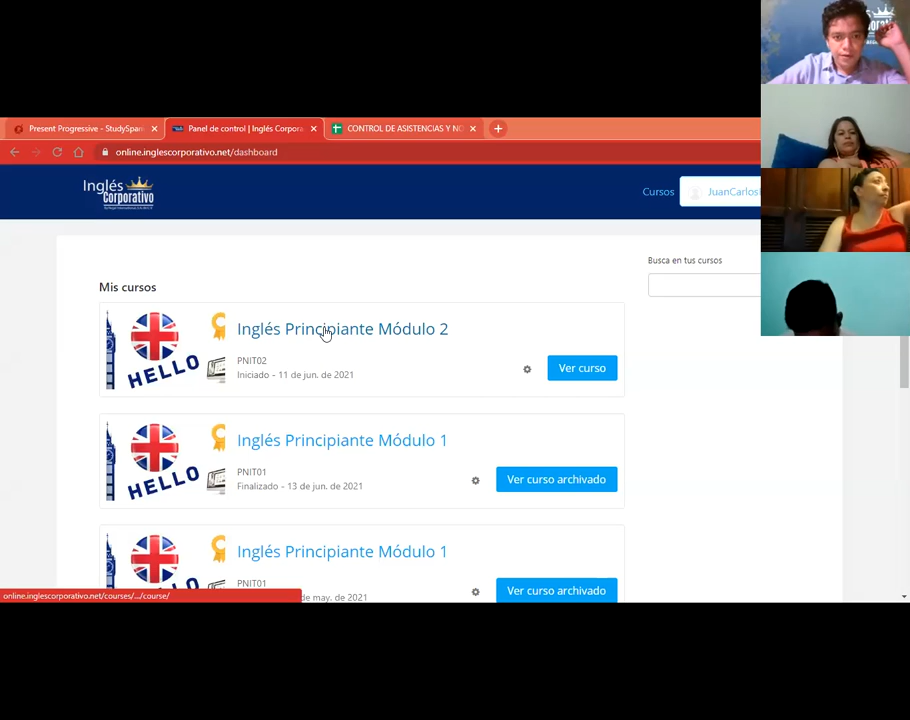 Present Progressive - StudySpan
Panel de control | Inglés Corpora
CONTROL DE ASISTENCIAS Y NO
online.inglescorporativo.net/dashboard
Inglés
Corporativo
Cursos
JuanCarlos
Busca en tus cursos
Mis cursos
HELLO
Inglés Principiante Módulo 2
PNIT02
Iniciado - 11 de jun. de 2021
Ver curso
HELLO
Inglés Principiante Módulo 1
PNIT01
Finalizado - 13 de jun. de 2021
Ver curso archivado
HELLO
Inglés Principiante Módulo 1
PNIT01
de may. de 2021
Ver curso archivado
online.inglescorporativo.net/courses/.../course/